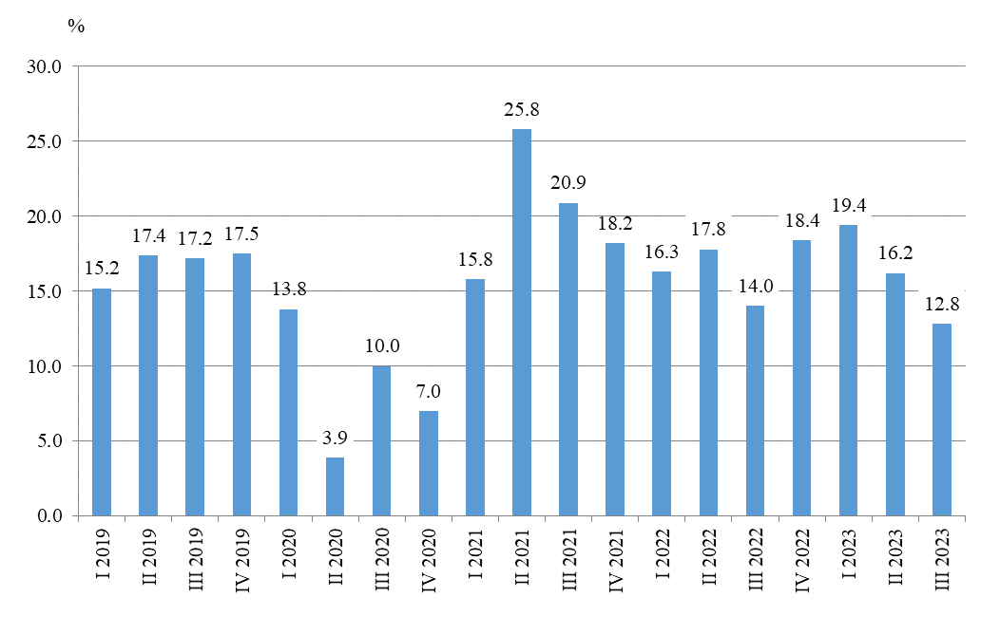 %
30.0
25.0
20.0
15.0
10.0
5.0
0.0
15.2
17.4
17.2
17.5
13.8
3.9
10.0
7.0
15.8
25.8
20.9
18.2
16.3
17.8
14.0
18.4
19.4
16.2
12.8
I 2019
II 2019
III 2019
IV 2019
I 2020
II 2020
III 2020
IV 2020
I 2021
II 2021
III 2021
IV 2021
I 2022
II 2022
III 2022
IV 2022
I 2023
II 2023
III 2023